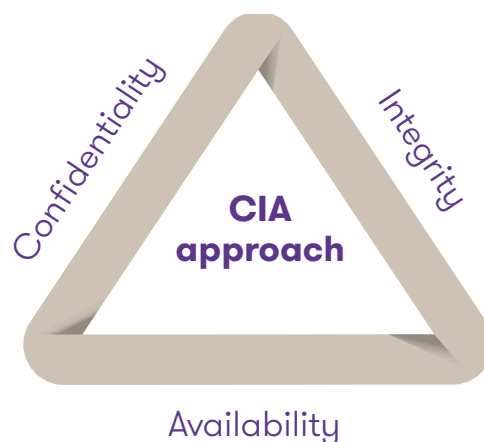 Confidentiality
Integrity
CIA
approach
Availability